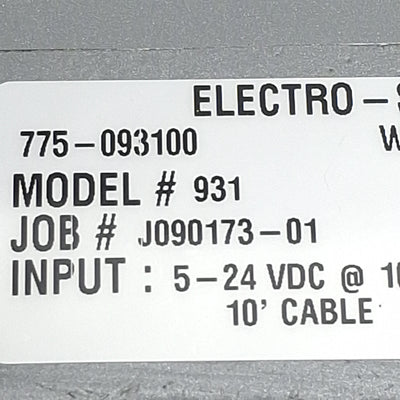 ELECTRO-
775-093100
MODEL # 931
JOB # J090173-01
INPUT : 5-24 VDC @
10' CABLE